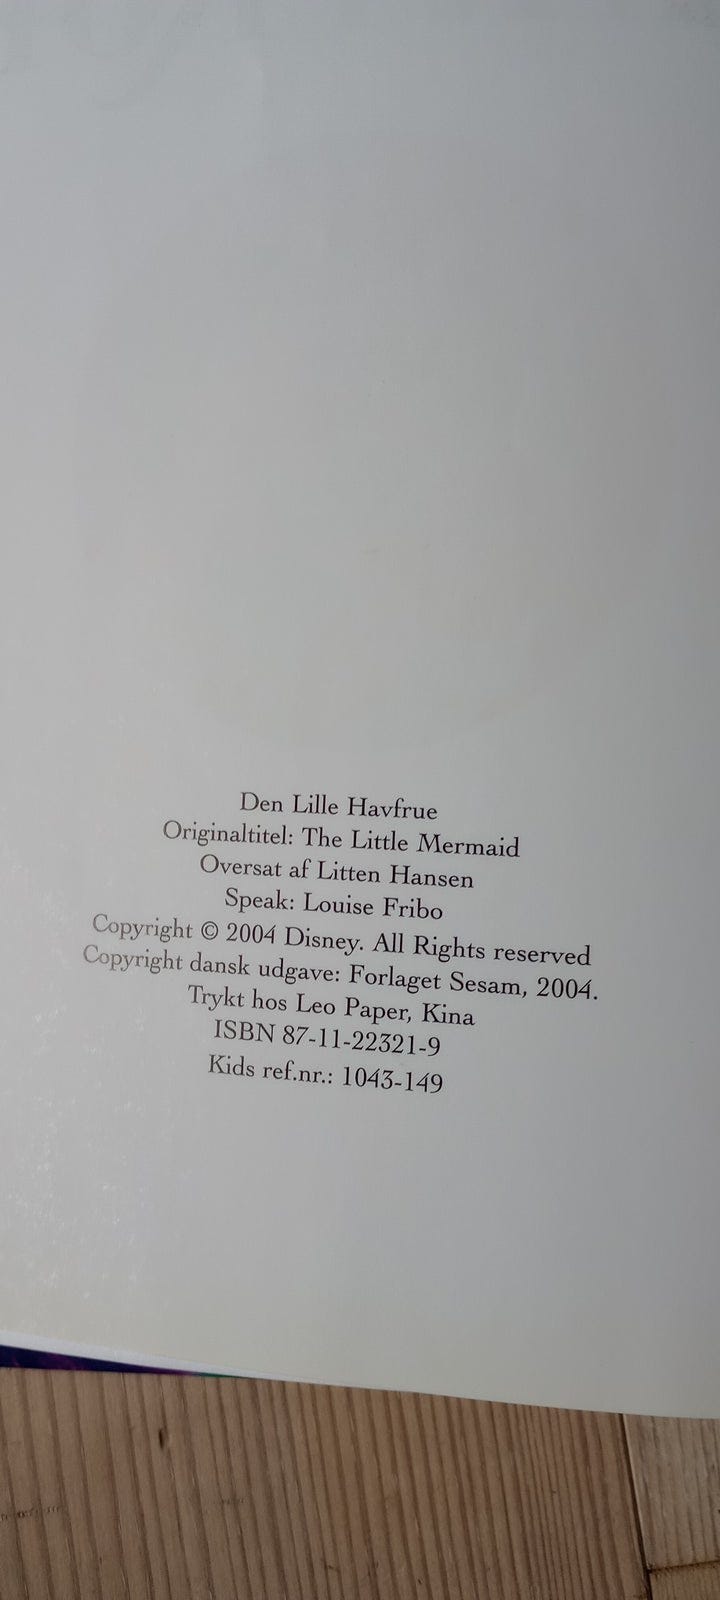 Den Lille Havfrue
Originaltitel: The Little Mermaid
Oversat af Litten Hansen
Speak: Louise Fribo
Copyright © 2004 Disney. All Rights reserved
Copyright dansk udgave: Forlaget Sesam, 2004.
Trykt hos Leo Paper, Kina
ISBN 87-11-22321-9
Kids ref.nr.: 1043-149